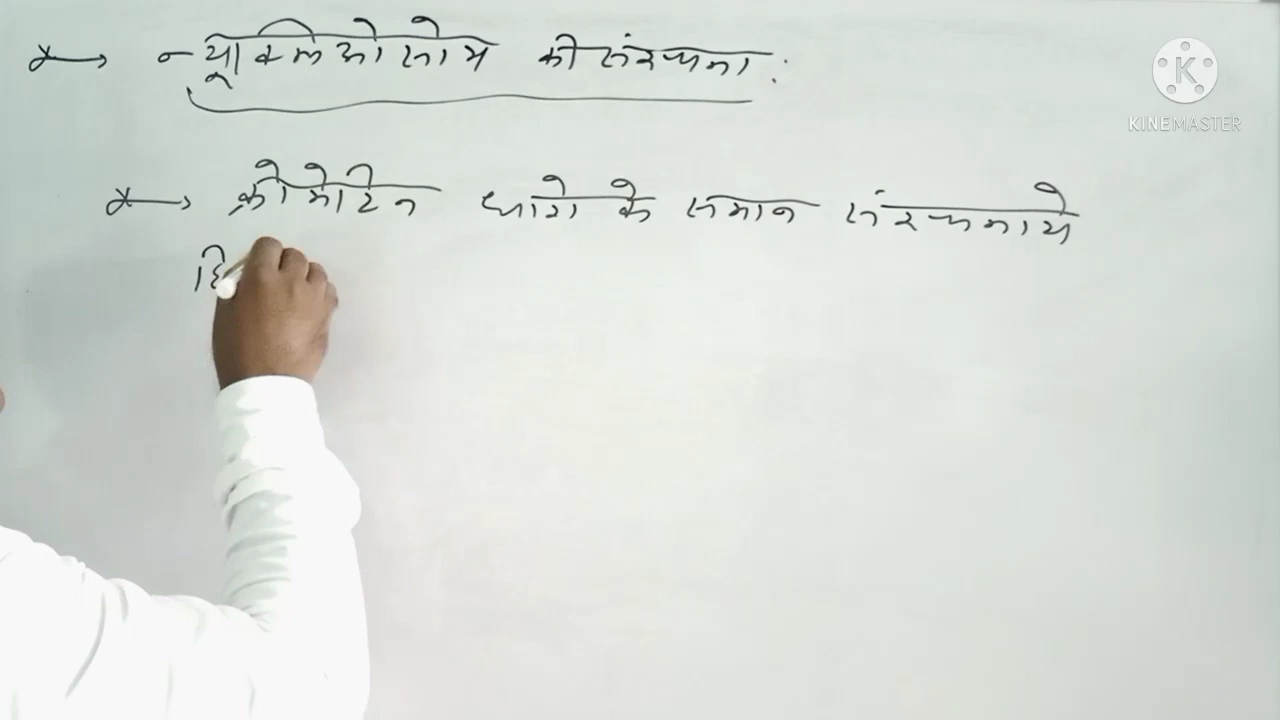 न्यूक्लिओसोम की संरचना :
K
KINEMASTER
क्रोमेटिन धागे के समान संरचनाये